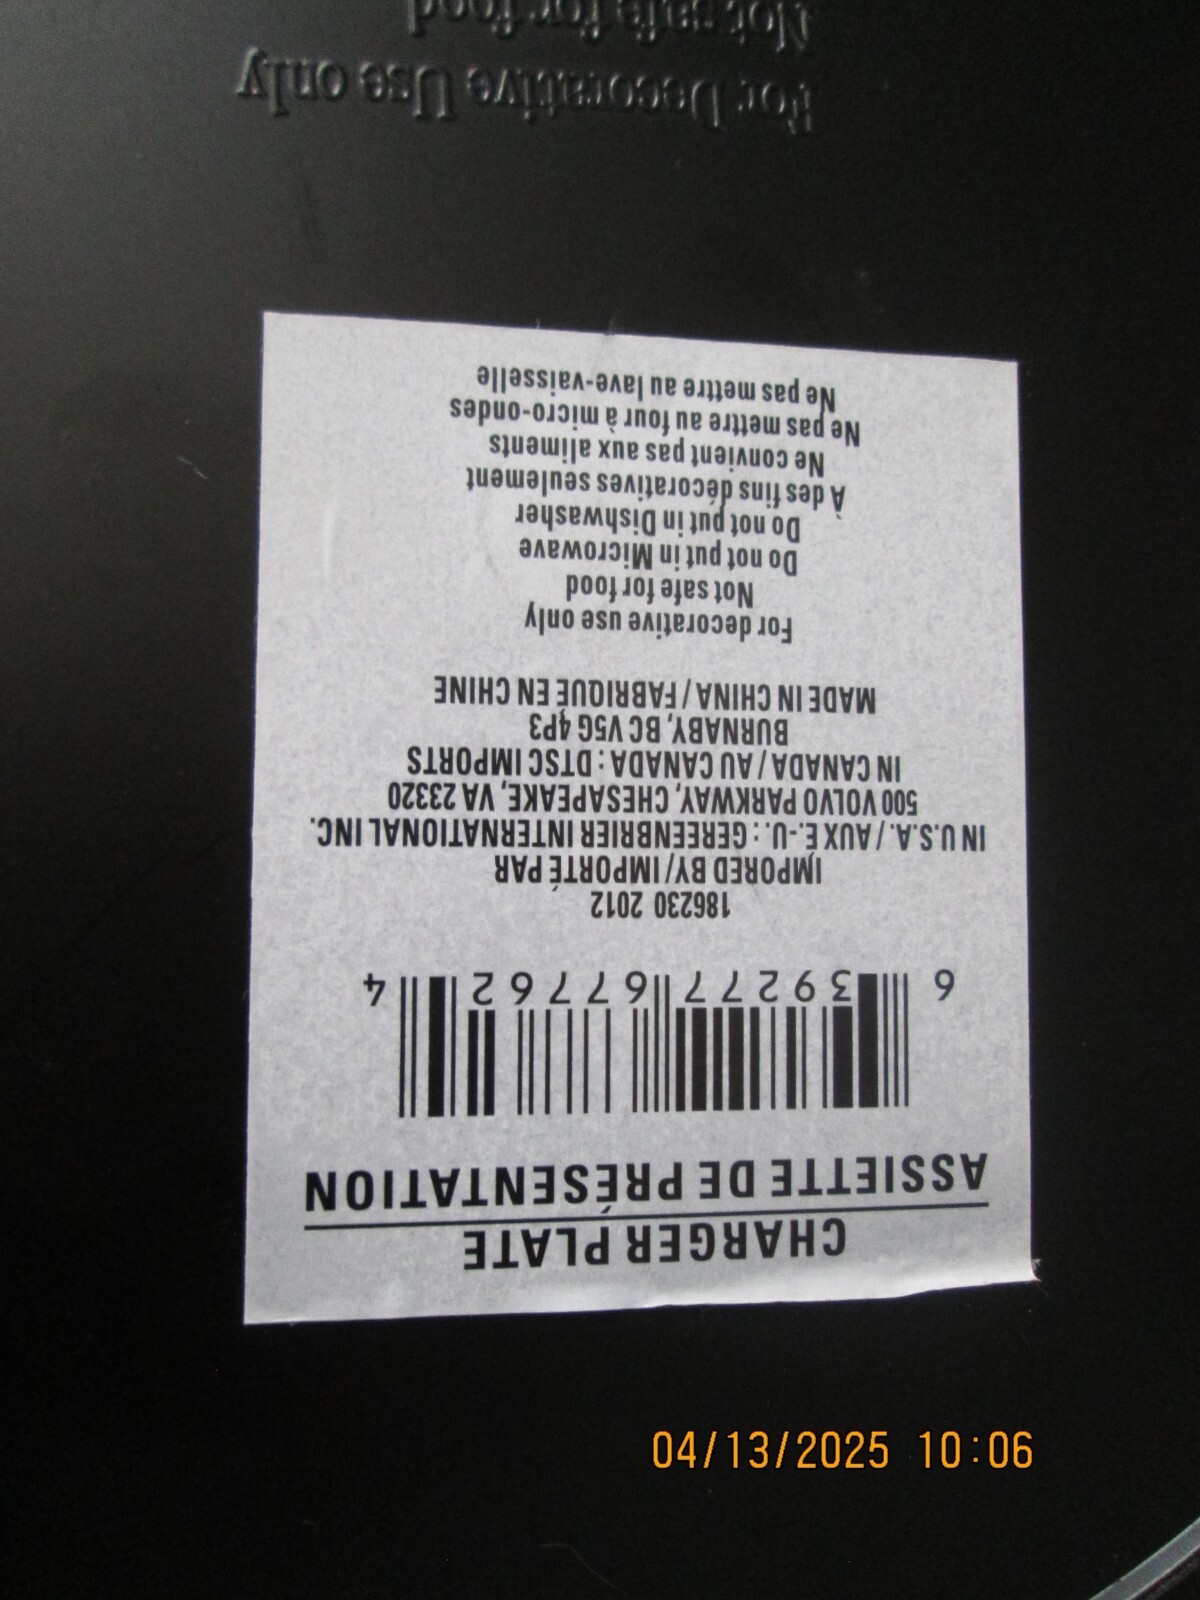 CHARGER PLATE
ASSIETTE DE PRÉSENTATION
6 39277 67762 4
186230 2012
IMPORED BY/IMPORTÉ PAR
IN U.S.A. / AUX É.-U. : GEREENBRIER INTERNATIONAL INC.
500 VOLVO PARKWAY, CHESAPEAKE, VA 23320
IN CANADA / AU CANADA : DTSC IMPORTS
BURNABY, BC V5G 4P3
MADE IN CHINA / FABRIQUÉ EN CHINE
For decorative use only
Not safe for food
Do not put in Microwave
Do not put in Dishwasher
À des fins décoratives seulement
Ne convient pas aux aliments
Ne pas mettre au four à micro-ondes
Ne pas mettre au lave-vaisselle
For Decorative Use only
Not safe for food
04/13/2025 10:06